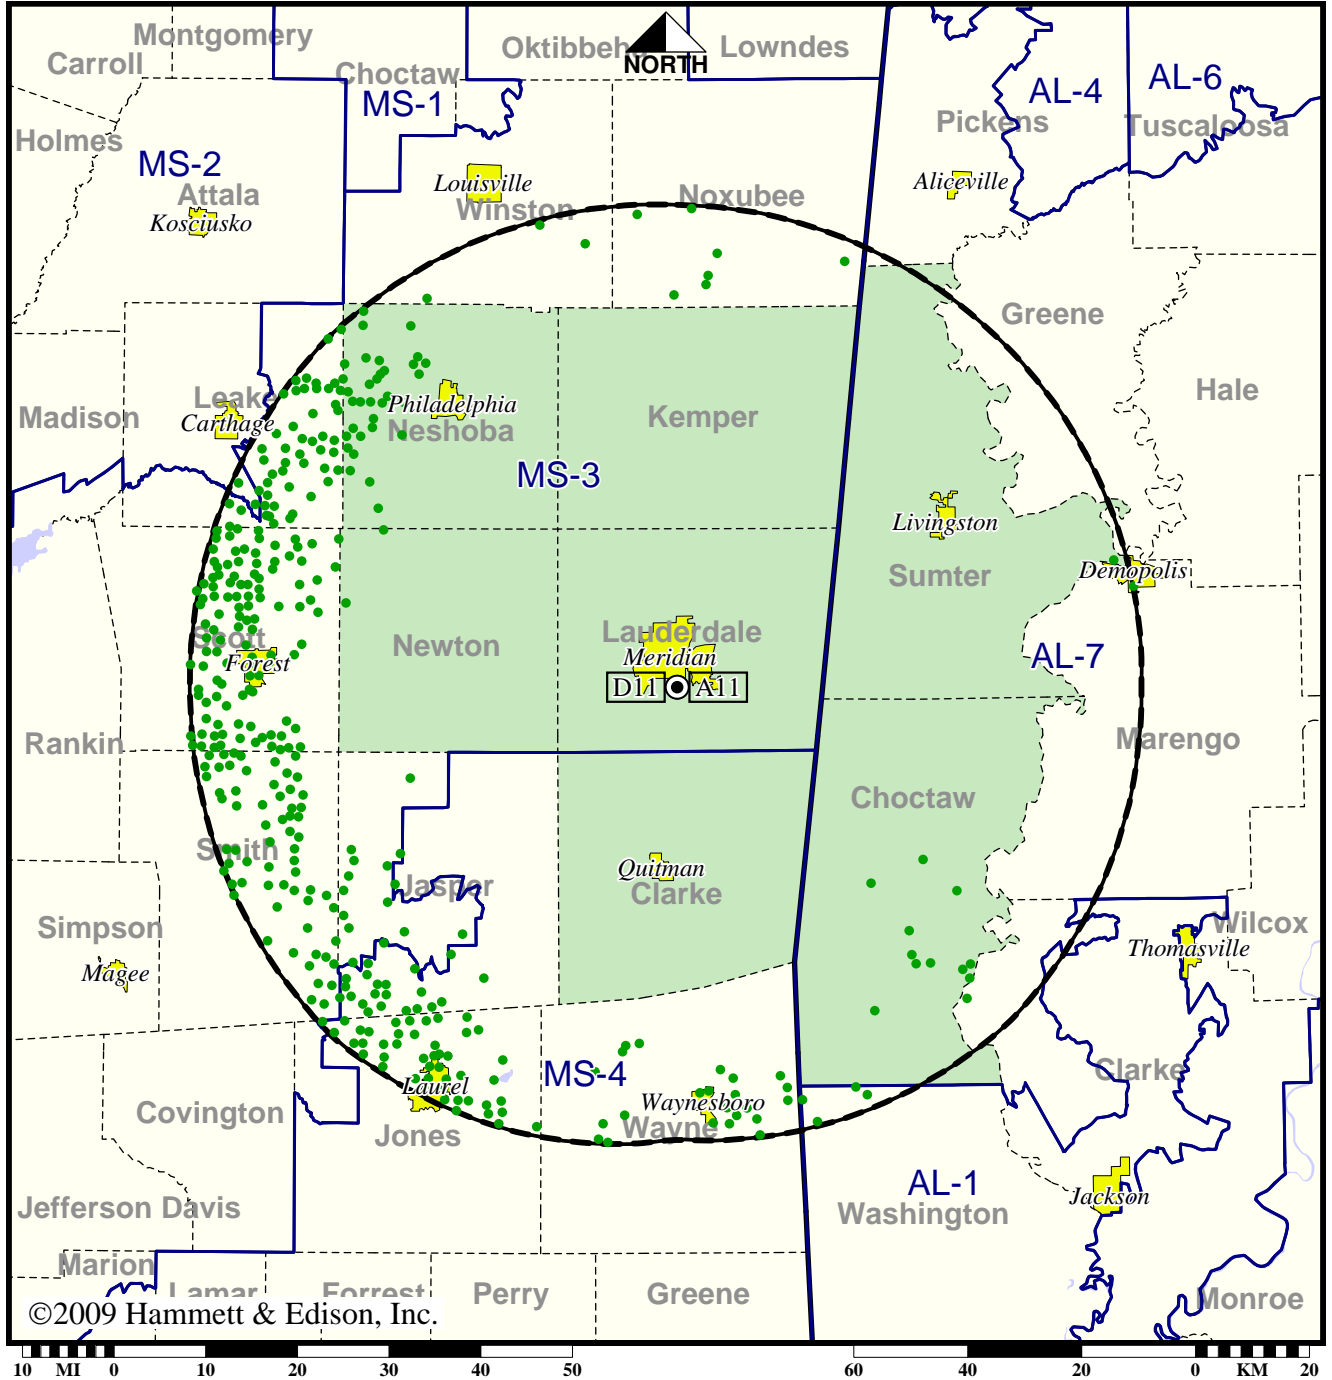 Montgomery
Oktibbeh
Lowndes
NORTH
Carroll
Choctaw
MS-1
AL-4
AL-6
Pickens
Tuscaloosa
Holmes
MS-2
Attala
Kosciusko
Louisville
Winston
Noxubee
Aliceville
Greene
Leake
Carthage
Madison
Philadelphia
Neshoba
Kemper
Hale
MS-3
Livingston
Sumter
Demopolis
Scott
Forest
Newton
Lauderdale
Meridian
D11
A11
AL-7
Rankin
Marengo
Choctaw
Smith
Jasper
Quitman
Clarke
Simpson
Magee
Wilcox
Thomasville
MS-4
Laurel
Jones
Waynesboro
Wayne
Clarke
Covington
AL-1
Washington
Jackson
Jefferson Davis
Marion
Lamar
Forrest
Perry
Greene
Monroe
©2009 Hammett & Edison, Inc.
10 MI 0 10 20 30 40 50
60 40 20 0 KM 20